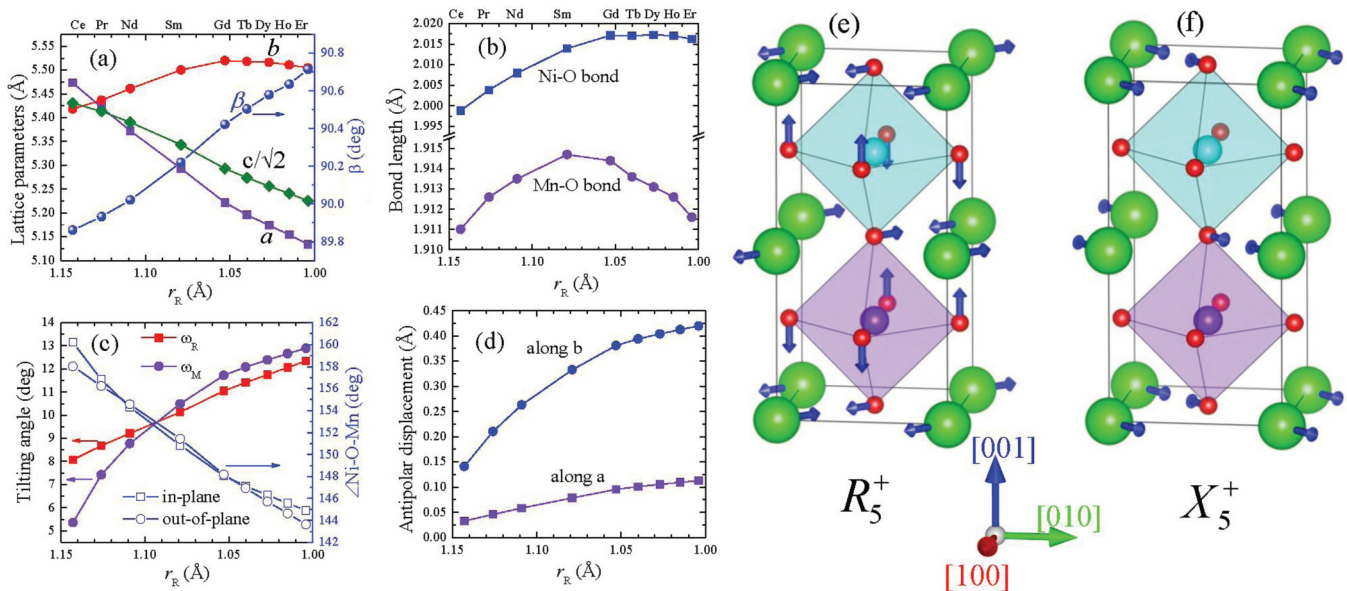 Ce Pr Nd Sm Gd Tb Dy Ho Er
(a)
b
β
c/√2
a
5.55
5.50
5.45
5.40
5.35
5.30
5.25
5.20
5.15
5.10
90.8
90.6
90.4
90.2
90.0
89.8
Lattice parameters (Å)
β (deg)
1.15 1.10 1.05 1.00
r_R (Å)
Ce Pr Nd Sm Gd Tb Dy Ho Er
(b)
2.020
2.015
2.010
2.005
2.000
1.995
1.915
1.914
1.913
1.912
1.911
1.910
Bond length (Å)
Ni-O bond
Mn-O bond
1.15 1.10 1.05 1.00
r_R (Å)
(c)
14
13
12
11
10
9
8
7
6
5
162
160
158
156
154
152
150
148
146
144
142
Tilting angle (deg)
∠Ni-O-Mn (deg)
ω_R
ω_M
in-plane
out-of-plane
1.15 1.10 1.05 1.00
r_R (Å)
(d)
0.45
0.40
0.35
0.30
0.25
0.20
0.15
0.10
0.05
0.00
Antipolar displacement (Å)
along b
along a
1.15 1.10 1.05 1.00
r_R (Å)
(e)
R₅⁺
(f)
X₅⁺
[001]
[010]
[100]